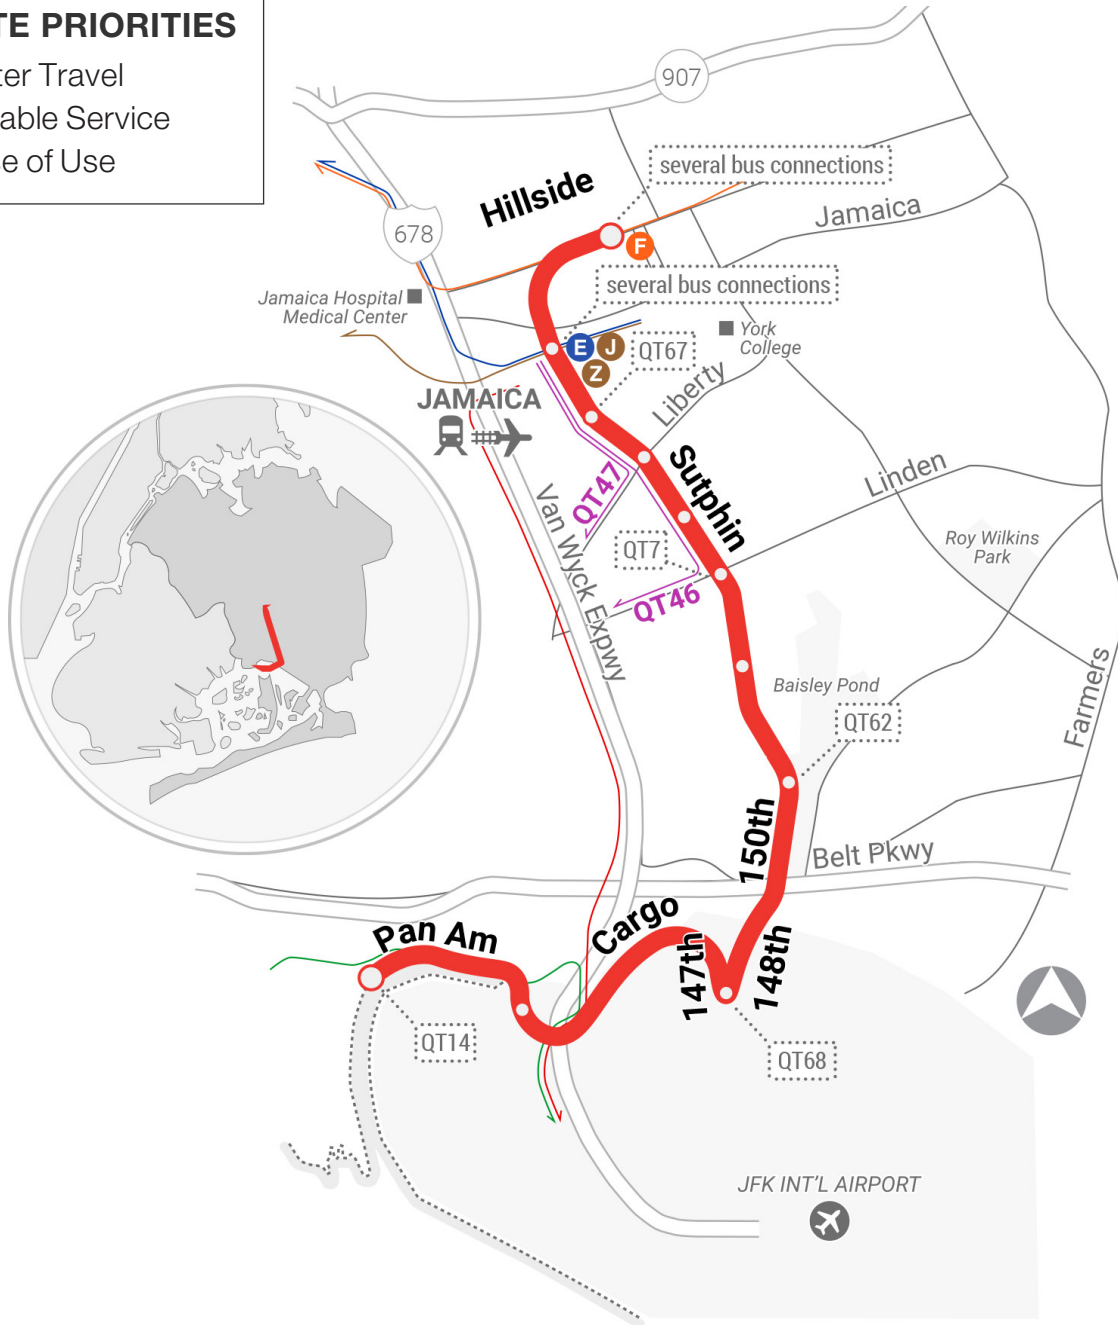 TE PRIORITIES
ter Travel
able Service
e of Use
907
several bus connections
Hillside
F
Jamaica
678
several bus connections
Jamaica Hospital
Medical Center
E
J
Z
QT67
York
College
JAMAICA
Liberty
Sutphin
QT47
Van Wyck Expwy
Linden
QT7
QT46
Roy Wilkins
Park
Baisley Pond
QT62
Farmers
150th
Belt Pkwy
Cargo
Pan Am
147th
148th
QT14
QT68
JFK INT'L AIRPORT